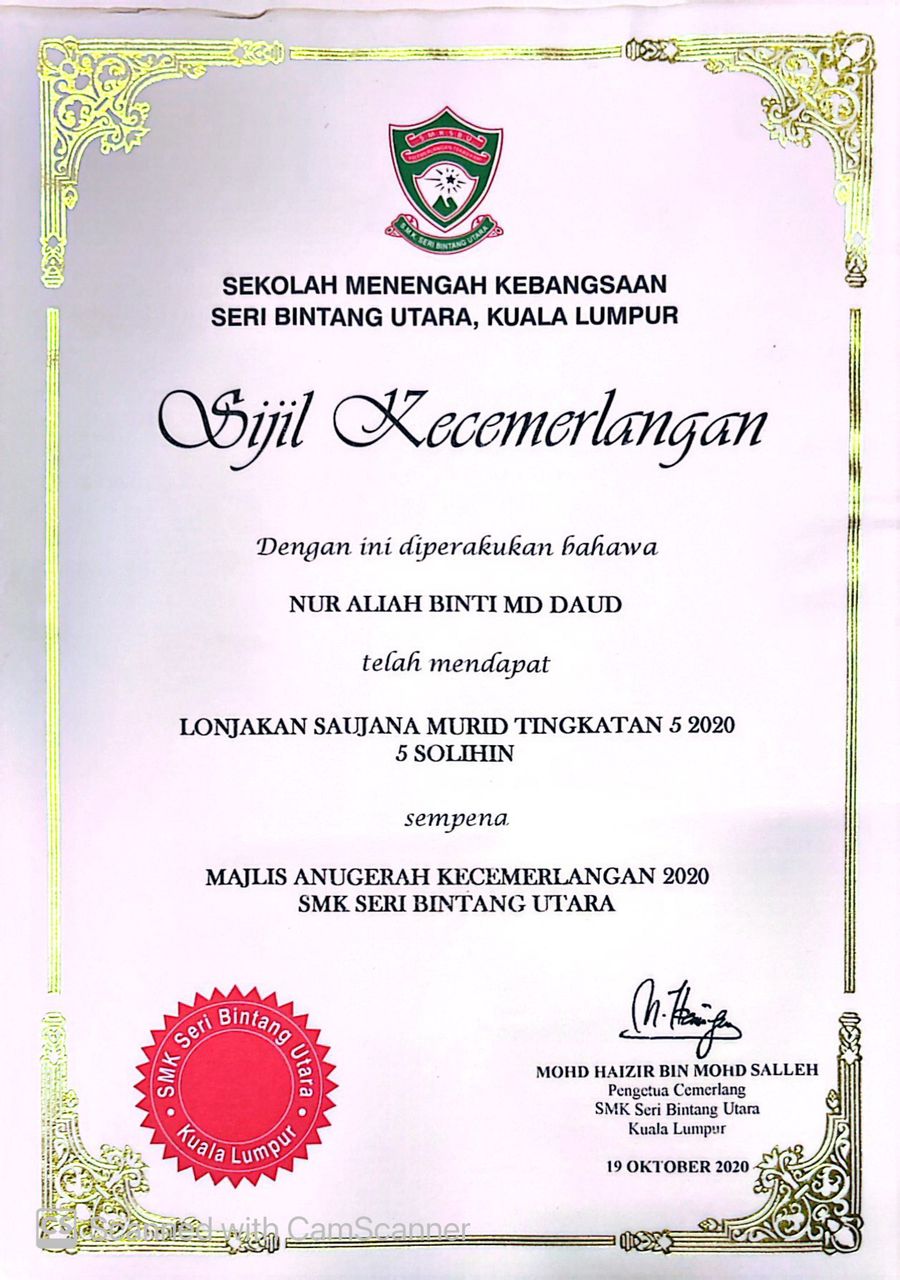 SMKSBU
S.M.K. SERI BINTANG UTARA
SEKOLAH MENENGAH KEBANGSAAN
SERI BINTANG UTARA, KUALA LUMPUR
Sijil Kecemerlangan
Dengan ini diperakukan bahawa
NUR ALIAH BINTI MD DAUD
telah mendapat
LONJAKAN SAUJANA MURID TINGKATAN 5 2020
5 SOLIHIN
sempena
MAJLIS ANUGERAH KECEMERLANGAN 2020
SMK SERI BINTANG UTARA
SMK Seri Bintang Utara
Kuala Lumpur
MOHD HAIZIR BIN MOHD SALLEH
Pengetua Cemerlang
SMK Seri Bintang Utara
Kuala Lumpur
19 OKTOBER 2020
CS Scanned with CamScanner